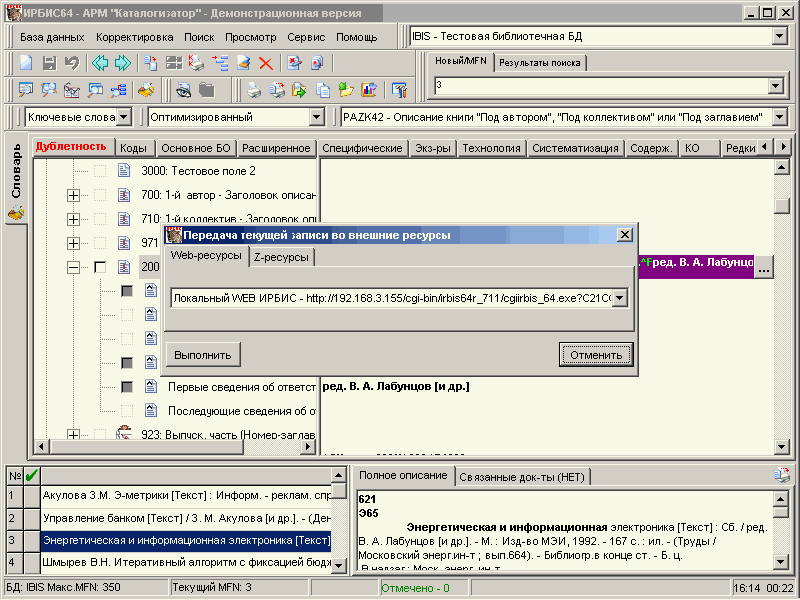 ИРБИС64 - АРМ "Каталогизатор" - Демонстрационная версия
База данных Корректировка Поиск Просмотр Сервис Помощь
IBIS - Тестовая библиотечная БД
Новый/MFN Результаты поиска
3
Ключевые слова Оптимизированный PAZK42 - Описание книги "Под автором", "Под коллективом" или "Под заглавием"
Словарь
Дублетность Коды Основное БО Расширенное Специфические Экз-ры Технология Систематизация Содерж. КО Редки
3000: Тестовое поле 2
700: 1-й автор - Заголовок описан
710: 1-й коллектив - Заголовок оп
971
200
^Fред. В. А. Лабунцо ...
Передача текущей записи во внешние ресурсы
Web-ресурсы Z-ресурсы
Локальный WEB ИРБИС - http://192.168.3.155/cgi-bin/irbis64r_711/cgiirbis_64.exe?C21C
Выполнить Отменить
Первые сведения об ответст
ред. В. А. Лабунцов [и др.]
Последующие сведения об о
923: Выпуск, часть (Номер-заглав
№
1 Акулова З.М. Э-метрики [Текст] : Информ. - реклам. спр
2 Управление банком [Текст] / З. М. Акулова [и др.]. - (Ден
3 Энергетическая и информационная электроника [Текст]
4 Шмырев В.Н. Итеративный алгоритм с фиксацией бюдж
Полное описание Связанные док-ты (НЕТ)
621
Э65
Энергетическая и информационная электроника [Текст] : Сб. / ред.
В. А. Лабунцов [и др.]. - М. : Изд-во МЭИ, 1992. - 167 с. : ил. - (Труды /
Московский энерг.ин-т ; вып.664). - Библиогр.в конце ст. - Б. ц.
В надзаг.: Моск. энерг. ин-т
БД: IBIS Макс.MFN: 350 Текущий MFN: 3 Отмечено - 0 16:14 00:22